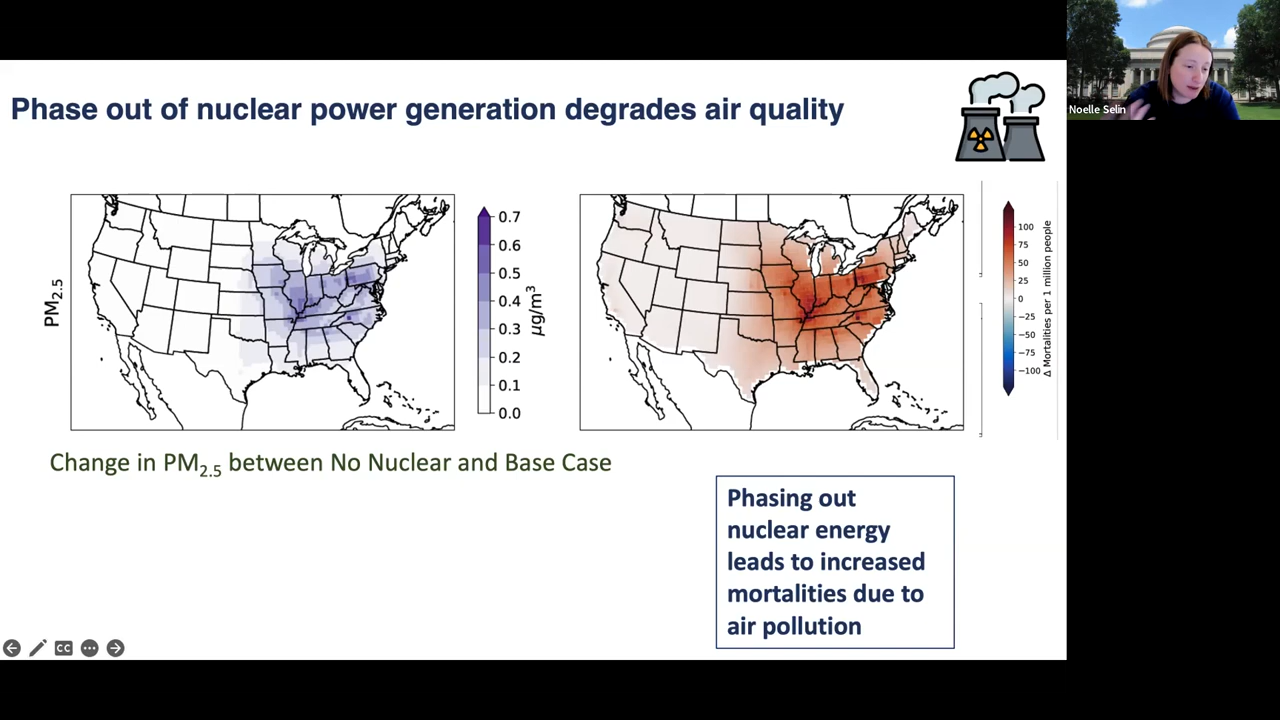 Noelle Selin
Phase out of nuclear power generation degrades air quality
PM2.5
0.7
0.6
0.5
0.4
0.3
0.2
0.1
0.0
μg/m³
100
75
50
25
0
−25
−50
−75
−100
Δ Mortalities per 1 million people
Change in PM2.5 between No Nuclear and Base Case
Phasing out
nuclear energy
leads to increased
mortalities due to
air pollution
CC